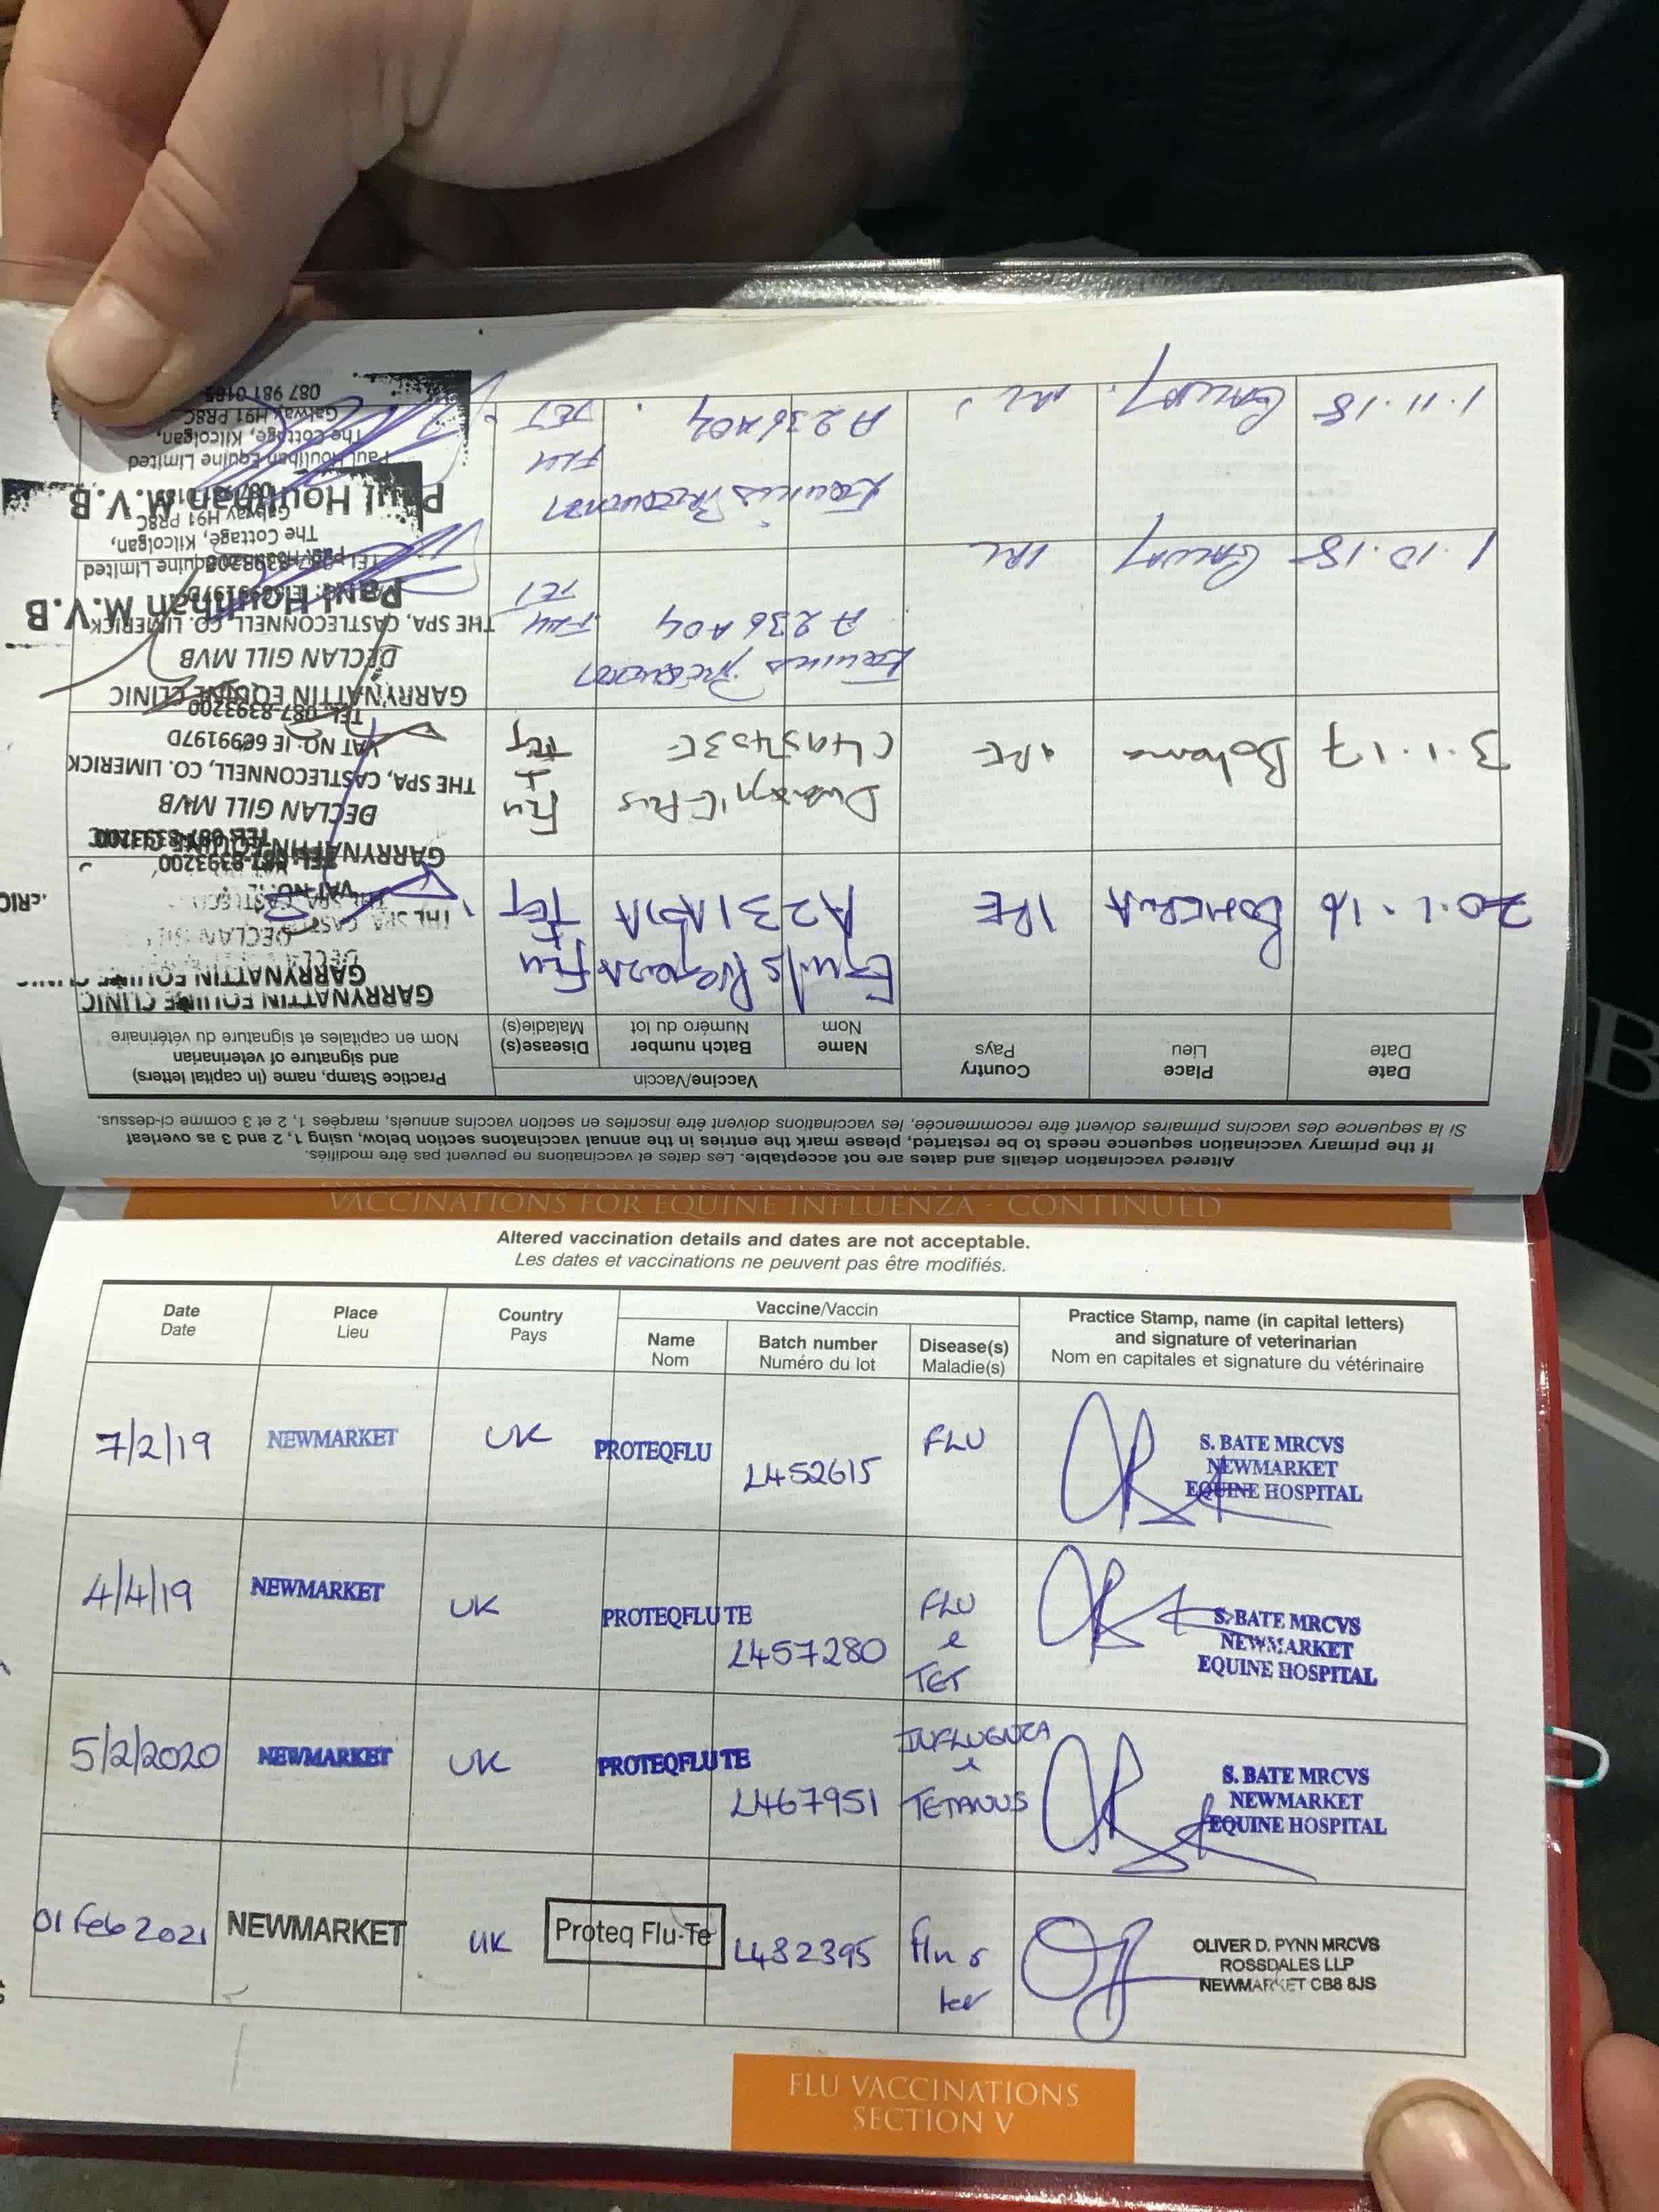 Altered vaccination details and dates are not acceptable. Les dates et vaccinations ne peuvent pas être modifiés.
If the primary vaccination sequence needs to be restarted, please mark the entries in the annual vaccinatons section below, using 1, 2 and 3 as overleaf
Si la sequence des vaccins primaires doivent être recommencée, les vaccinations doivent être inscrites en section vaccins annuels, marqées 1, 2 et 3 comme ci-dessus.
Date
Date
Place
Lieu
Country
Pays
Vaccine/Vaccin
Name
Nom
Batch number
Numéro du lot
Disease(s)
Maladie(s)
Practice Stamp, name (in capital letters)
and signature of veterinarian
Nom en capitales et signature du vétérinaire
IRE
A231A01A
Flu
Tet
GARRYNATTIN EQUINE CLINIC
GARRYNATTIN EQUINE CLINIC
3.1.17
IRE
Flu
+
Tet
DECLAN GILL MVB
THE SPA, CASTLECONNELL, CO. LIMERICK
VAT NO: IE 6699197D
TEL: 087-8393200
1.10.18
GALWAY
IRL
A236A04
FLU
TET
GARRYNATTIN EQUINE CLINIC
DECLAN GILL MVB
THE SPA, CASTLECONNELL, CO. LIMERICK
Paul Houlihan M.V.B
The Cottage, Kilcolgan,
Galway H91 PR8C
1.11.18
GALWAY
IRL
A236A04
FLU
TET
Paul Houlihan M.V.B
Paul Houlihan Equine Limited
The Cottage, Kilcolgan,
Galway H91 PR8C
087 981 0185
VACCINATIONS FOR EQUINE INFLUENZA - CONTINUED
Altered vaccination details and dates are not acceptable.
Les dates et vaccinations ne peuvent pas être modifiés.
Date
Date
Place
Lieu
Country
Pays
Vaccine/Vaccin
Name
Nom
Batch number
Numéro du lot
Disease(s)
Maladie(s)
Practice Stamp, name (in capital letters)
and signature of veterinarian
Nom en capitales et signature du vétérinaire
7/2/19
NEWMARKET
UK
PROTEQFLU
L452615
FLU
S. BATE MRCVS
NEWMARKET
EQUINE HOSPITAL
4/4/19
NEWMARKET
UK
PROTEQFLU TE
L457280
FLU
TET
S. BATE MRCVS
NEWMARKET
EQUINE HOSPITAL
5/2/2020
NEWMARKET
UK
PROTEQFLU TE
L467951
INFLUENZA
TETANUS
S. BATE MRCVS
NEWMARKET
EQUINE HOSPITAL
01 Feb 2021
NEWMARKET
UK
Proteq Flu-Te
L482395
flu
tet
OLIVER D. PYNN MRCVS
ROSSDALES LLP
NEWMARKET CB8 8JS
FLU VACCINATIONS
SECTION V
B